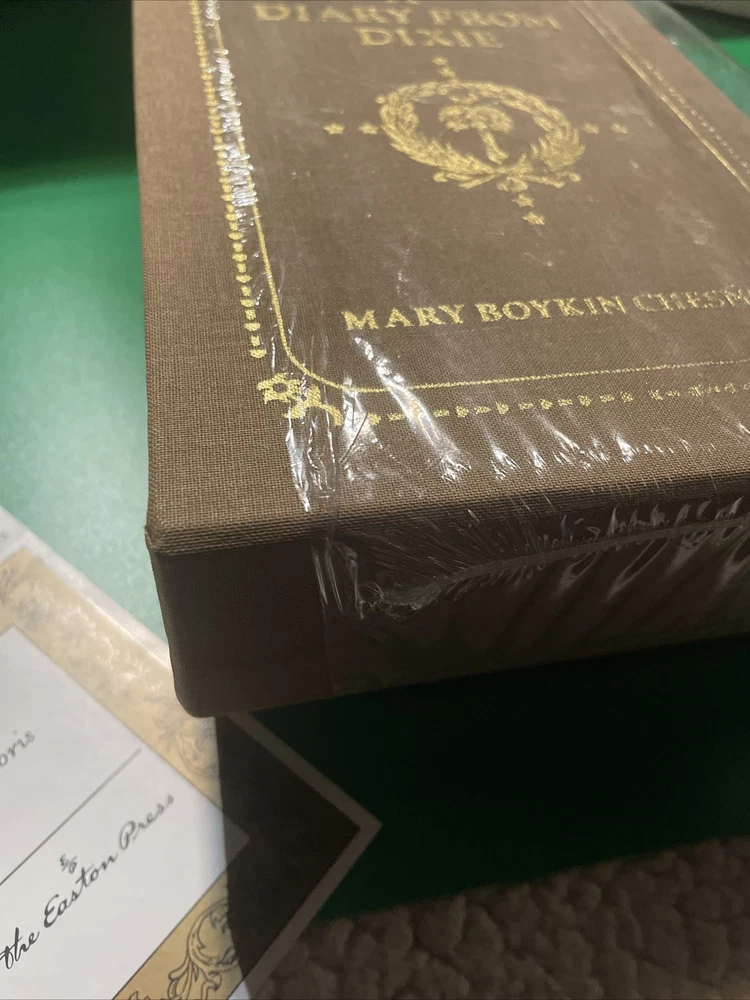 DIARY FROM
DIXIE
MARY BOYKIN CHESN
oris
&
the Easton Press